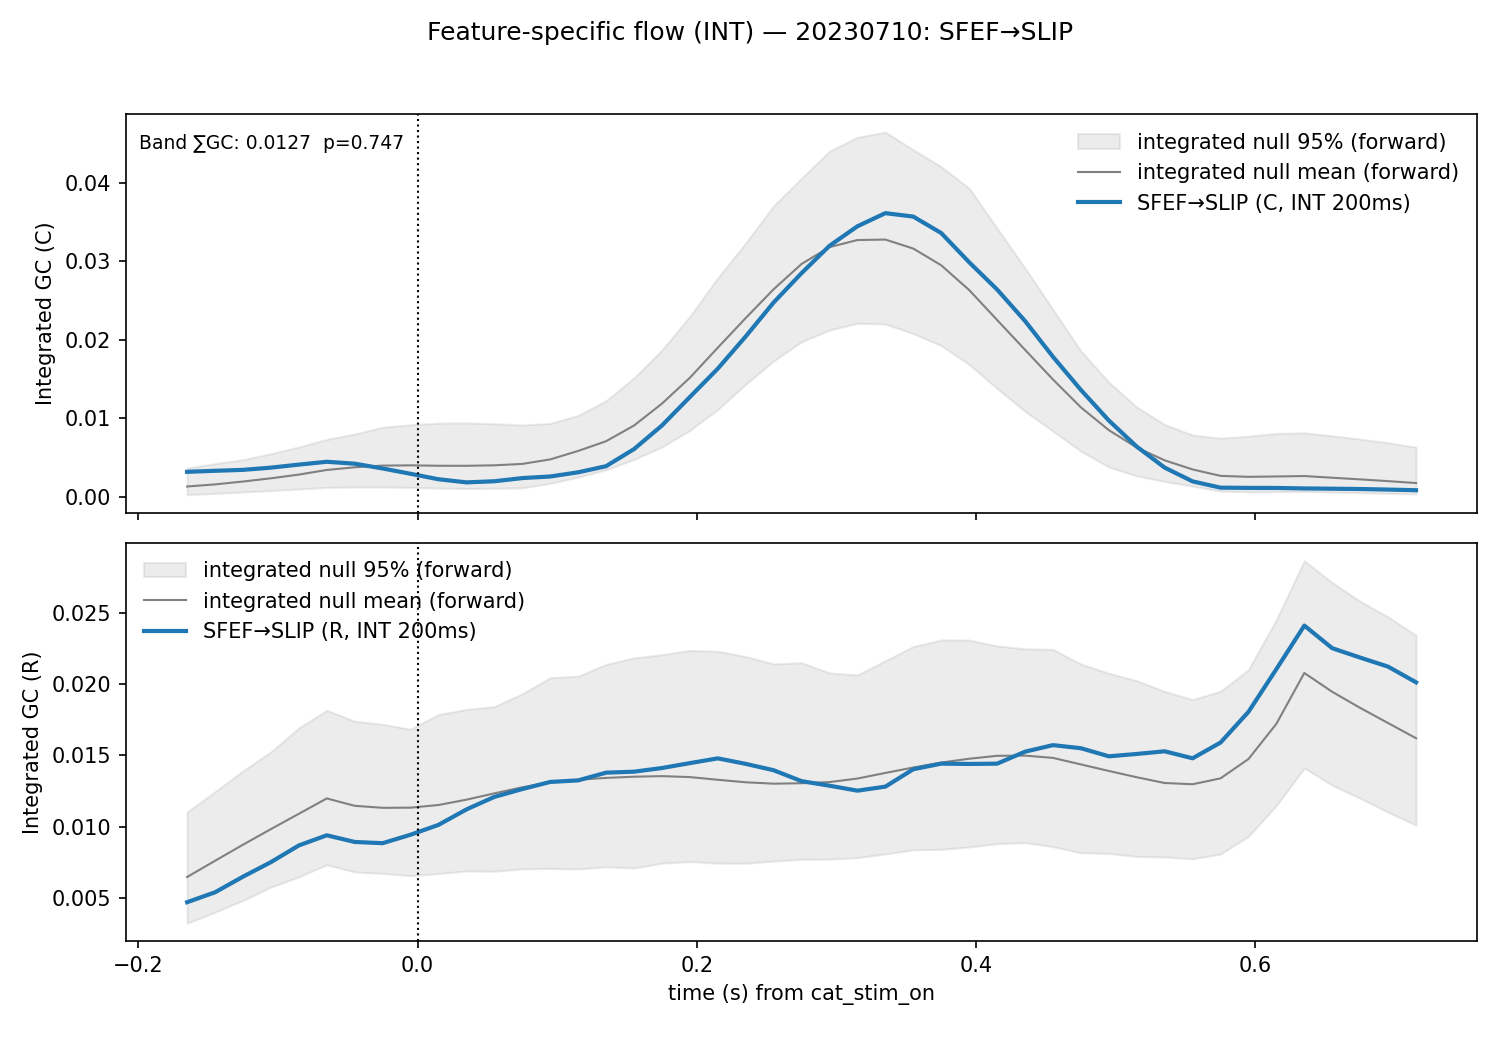 Feature-specific flow (INT) — 20230710: SFEF→SLIP
Band ∑GC: 0.0127  p=0.747
integrated null 95% (forward)
integrated null mean (forward)
SFEF→SLIP (C, INT 200ms)
Integrated GC (C)
0.04
0.03
0.02
0.01
0.00
integrated null 95% (forward)
integrated null mean (forward)
SFEF→SLIP (R, INT 200ms)
Integrated GC (R)
0.025
0.020
0.015
0.010
0.005
−0.2 0.0 0.2 0.4 0.6
time (s) from cat_stim_on